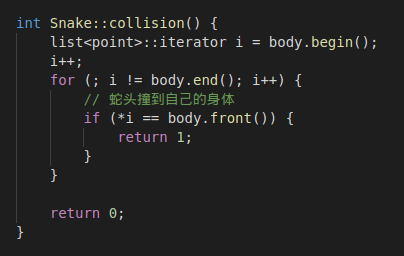 int Snake::collision() {
    list<point>::iterator i = body.begin();
    i++;
    for (; i != body.end(); i++) {
        // 蛇头撞到自己的身体
        if (*i == body.front()) {
            return 1;
        }
    }

    return 0;
}